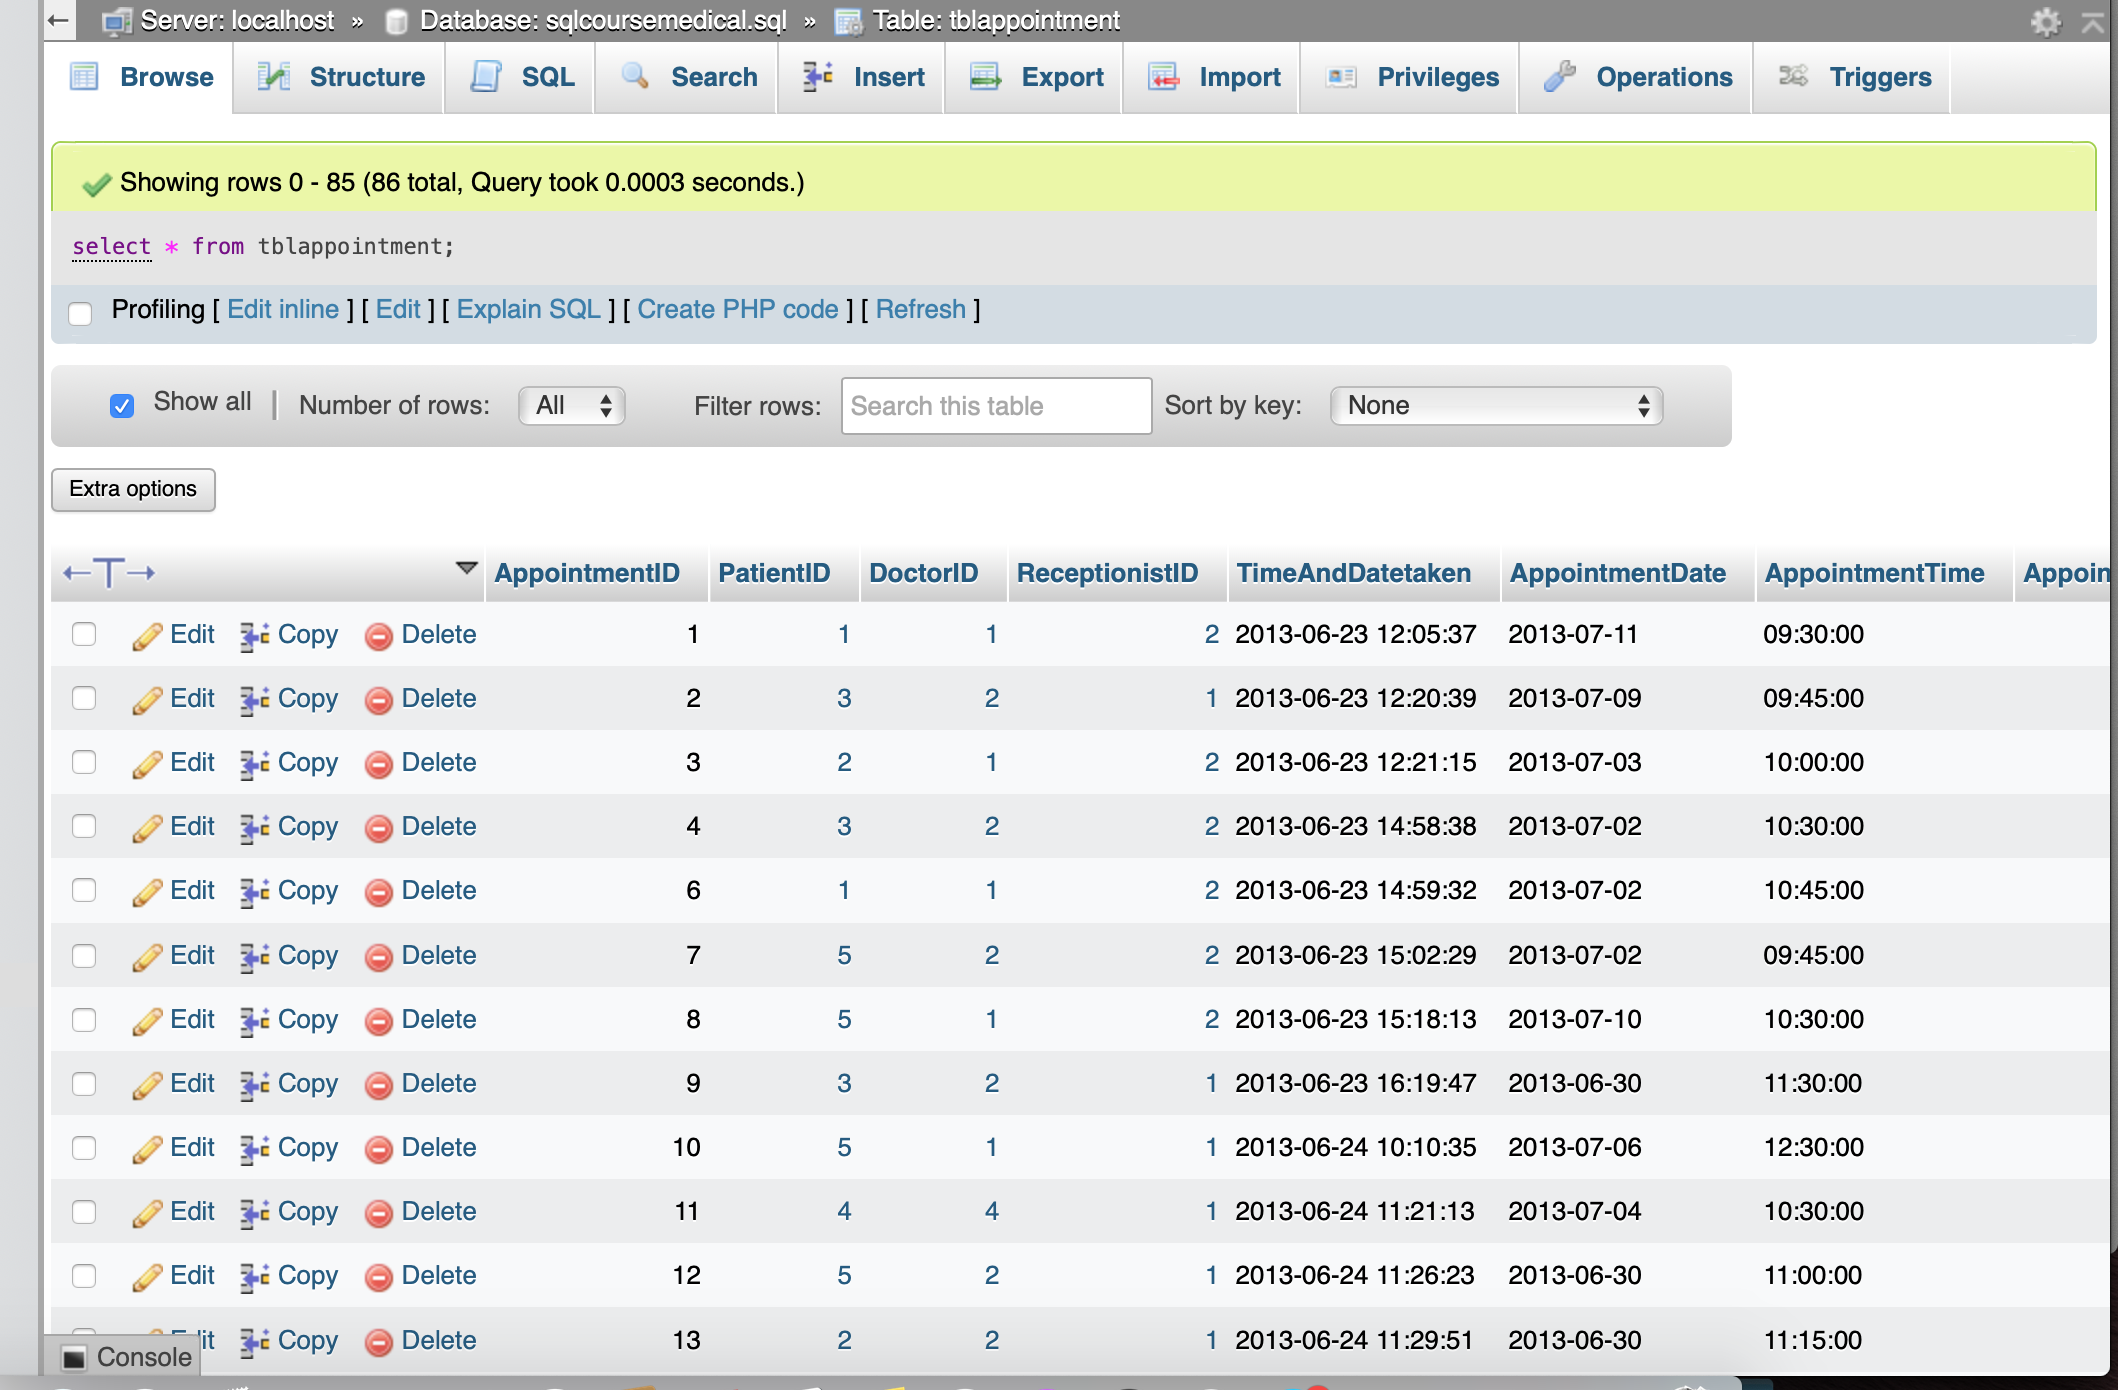 Server: localhost » Database: sqlcoursemedical.sql » Table: tblappointment
Browse Structure SQL Search Insert Export Import Privileges Operations Triggers
Showing rows 0 - 85 (86 total, Query took 0.0003 seconds.)
select * from tblappointment;
Profiling [ Edit inline ] [ Edit ] [ Explain SQL ] [ Create PHP code ] [ Refresh ]
Show all | Number of rows: All Filter rows: Search this table Sort by key: None
Extra options
←T→ AppointmentID PatientID DoctorID ReceptionistID TimeAndDatetaken AppointmentDate AppointmentTime Appoin
Edit Copy Delete 1 1 1 2 2013-06-23 12:05:37 2013-07-11 09:30:00
Edit Copy Delete 2 3 2 1 2013-06-23 12:20:39 2013-07-09 09:45:00
Edit Copy Delete 3 2 1 2 2013-06-23 12:21:15 2013-07-03 10:00:00
Edit Copy Delete 4 3 2 2 2013-06-23 14:58:38 2013-07-02 10:30:00
Edit Copy Delete 6 1 1 2 2013-06-23 14:59:32 2013-07-02 10:45:00
Edit Copy Delete 7 5 2 2 2013-06-23 15:02:29 2013-07-02 09:45:00
Edit Copy Delete 8 5 1 2 2013-06-23 15:18:13 2013-07-10 10:30:00
Edit Copy Delete 9 3 2 1 2013-06-23 16:19:47 2013-06-30 11:30:00
Edit Copy Delete 10 5 1 1 2013-06-24 10:10:35 2013-07-06 12:30:00
Edit Copy Delete 11 4 4 1 2013-06-24 11:21:13 2013-07-04 10:30:00
Edit Copy Delete 12 5 2 1 2013-06-24 11:26:23 2013-06-30 11:00:00
Edit Copy Delete 13 2 2 1 2013-06-24 11:29:51 2013-06-30 11:15:00
Console